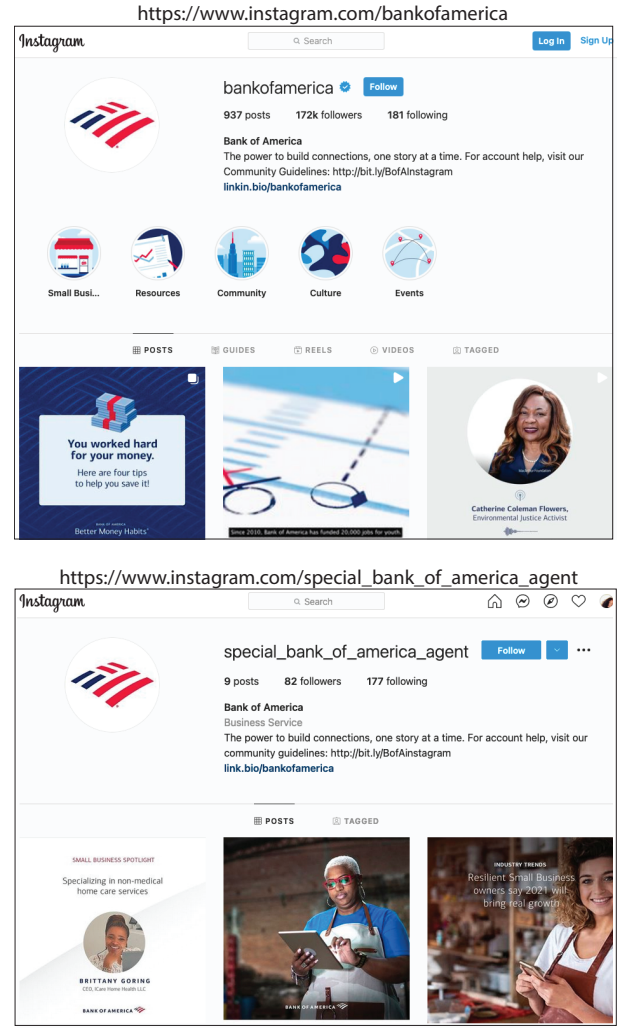 https://www.instagram.com/bankofamerica
Instagram
Search
Log In
Sign Up
bankofamerica
Follow
937 posts 172k followers 181 following
Bank of America
The power to build connections, one story at a time. For account help, visit our
Community Guidelines: http://bit.ly/BofAInstagram
linkin.bio/bankofamerica
Small Busi... Resources Community Culture Events
POSTS GUIDES REELS VIDEOS TAGGED
You worked hard
for your money.
Here are four tips
to help you save it!
BANK OF AMERICA
Better Money Habits®
Since 2010, Bank of America has funded 20,000 jobs for youth.
Catherine Coleman Flowers,
Environmental Justice Activist
https://www.instagram.com/special_bank_of_america_agent
Instagram
Search
special_bank_of_america_agent
Follow
9 posts 82 followers 177 following
Bank of America
Business Service
The power to build connections, one story at a time. For account help, visit our
community guidelines: http://bit.ly/BofAinstagram
link.bio/bankofamerica
POSTS TAGGED
SMALL BUSINESS SPOTLIGHT
Specializing in non-medical
home care services
BRITTANY GORING
CEO, iCare Home Health LLC
BANK OF AMERICA
BANK OF AMERICA
INDUSTRY TRENDS
Resilient Small Business
owners say 2021 will
bring real growth